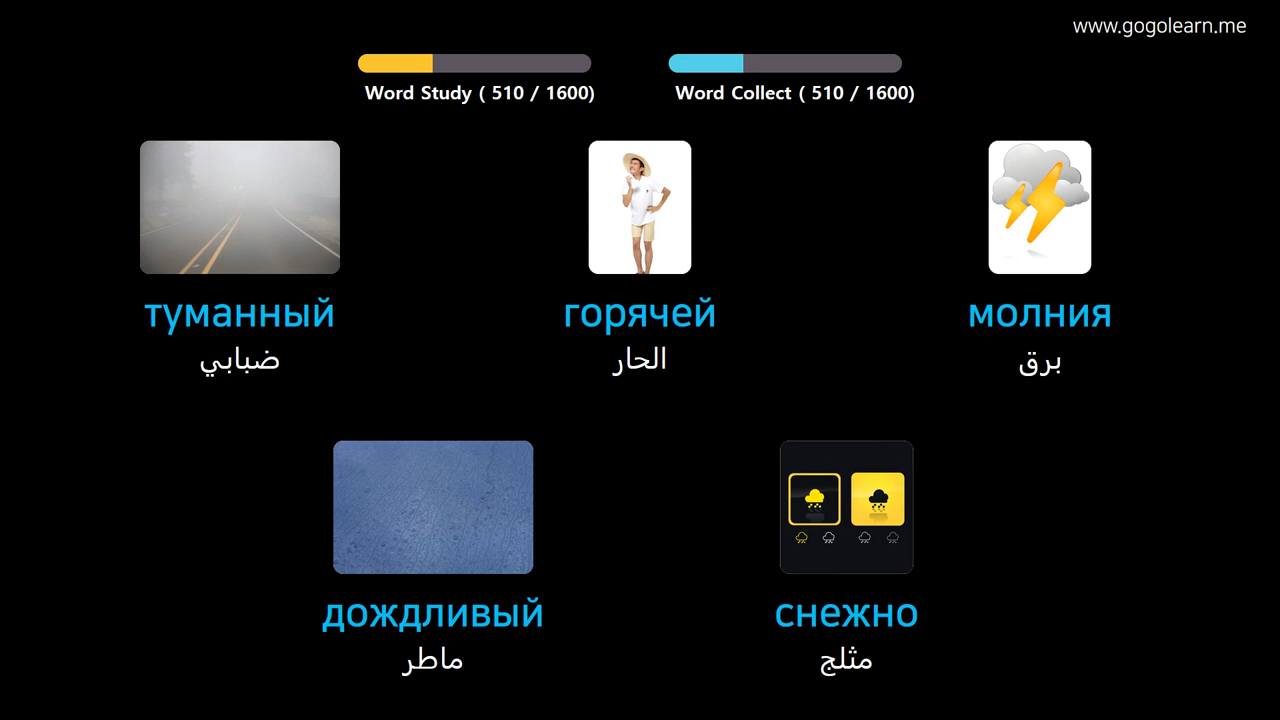 www.gogolearn.me
Word Study ( 510 / 1600)
Word Collect ( 510 / 1600)
туманный
горячей
молния
ضبابي
الحار
برق
дождливый
снежно
ماطر
مثلج